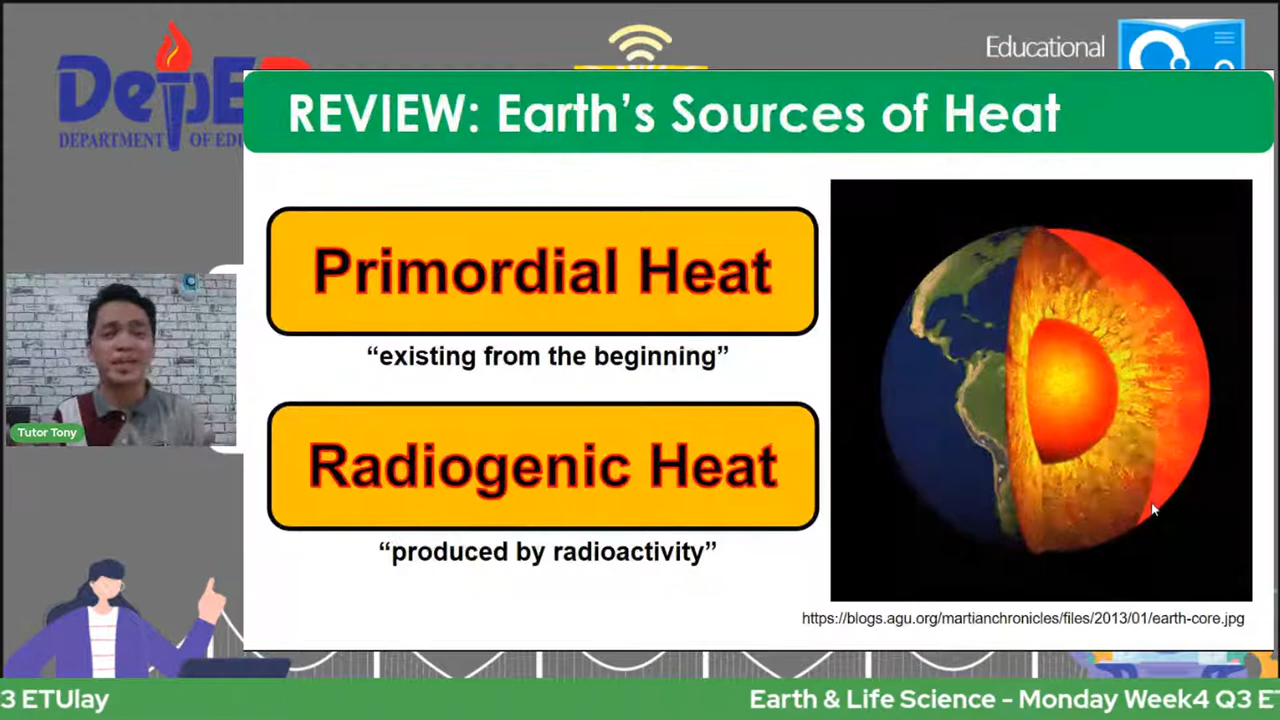 DepE
DEPARTMENT OF EDU
Educational
REVIEW: Earth's Sources of Heat
Primordial Heat
“existing from the beginning”
Radiogenic Heat
“produced by radioactivity”
Tutor Tony
https://blogs.agu.org/martianchronicles/files/2013/01/earth-core.jpg
3 ETUlay
Earth & Life Science - Monday Week4 Q3 ET